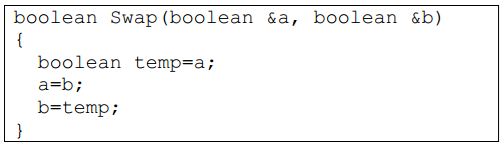 boolean Swap(boolean &a, boolean &b)
{
  boolean temp=a;
  a=b;
  b=temp;
}